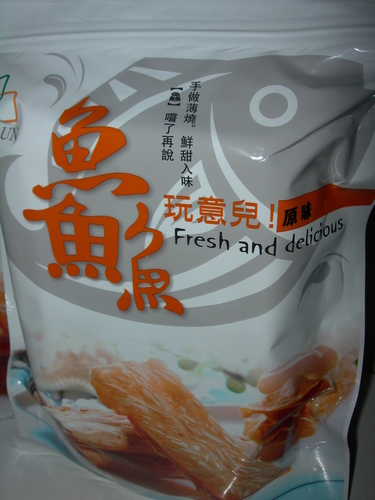 手做薄燒。鮮甜入味
【鱻】嚐了再說
鱻
玩意兒!原味
Fresh and delicious
UN